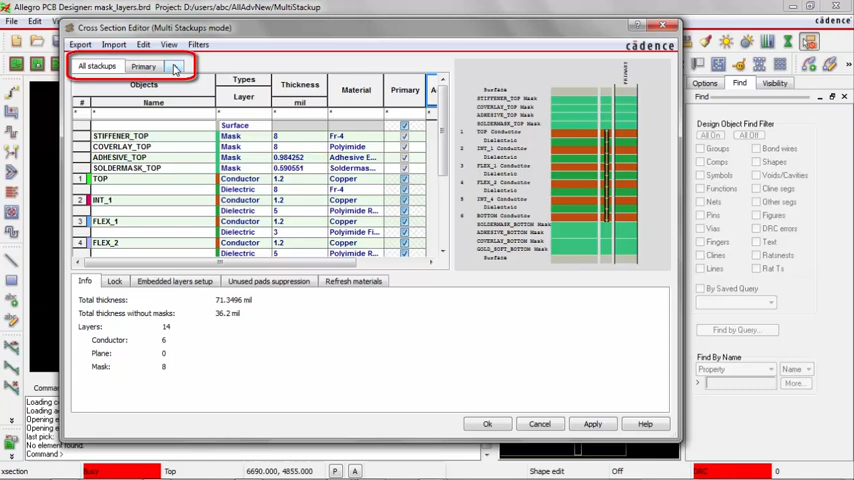 Allegro PCB Designer: mask_layers.brd Project: D:/users/abc/AllAdvNew/MultiStackup
File
cādence
Cross Section Editor (Multi Stackups mode)
Export Import Edit View Filters
cādence
All stackups Primary
Objects Types Thickness Material Primary
# Name Layer mil
* * * * *
Surface
STIFFENER_TOP Mask 8 Fr-4
COVERLAY_TOP Mask 8 Polyimide
ADHESIVE_TOP Mask 0.984252 Adhesive E...
SOLDERMASK_TOP Mask 0.590551 Soldermas...
1 TOP Conductor 1.2 Copper
Dielectric 8 Fr-4
2 INT_1 Conductor 1.2 Copper
Dielectric 5 Polyimide R...
3 FLEX_1 Conductor 1.2 Copper
Dielectric 3 Polyimide Fi...
4 FLEX_2 Conductor 1.2 Copper
Dielectric 5 Polyimide R...
PRIMARY
Surface
STIFFENER_TOP Mask
COVERLAY_TOP Mask
ADHESIVE_TOP Mask
SOLDERMASK_TOP Mask
1 TOP Conductor
Dielectric
2 INT_1 Conductor
Dielectric
3 FLEX_1 Conductor
Dielectric
4 FLEX_2 Conductor
Dielectric
5 INT_4 Conductor
Dielectric
6 BOTTOM Conductor
SOLDERMASK_BOTTOM Mask
ADHESIVE_BOTTOM Mask
COVERLAY_BOTTOM Mask
GOLD_SOFT_BOTTOM Mask
Surface
Info Lock Embedded layers setup Unused pads suppression Refresh materials
Total thickness: 71.3496 mil
Total thickness without masks: 36.2 mil
Layers: 14
Conductor: 6
Plane: 0
Mask: 8
Ok Cancel Apply Help
Options Find Visibility
Find
Design Object Find Filter
All On All Off
Groups Bond wires
Comps Shapes
Symbols Voids/Cavities
Functions Cline segs
Nets Other segs
Pins Figures
Vias DRC errors
Fingers Text
Clines Ratsnests
Lines Rat Ts
By Saved Query...
Find by Query...
Find By Name
Property Name
> More...
Loading
Loading
Opening
Opening
last pick:
No element found.
Command >
xsection Busy Top 6690.000, 4855.000 P A Shape edit Off DRC 0